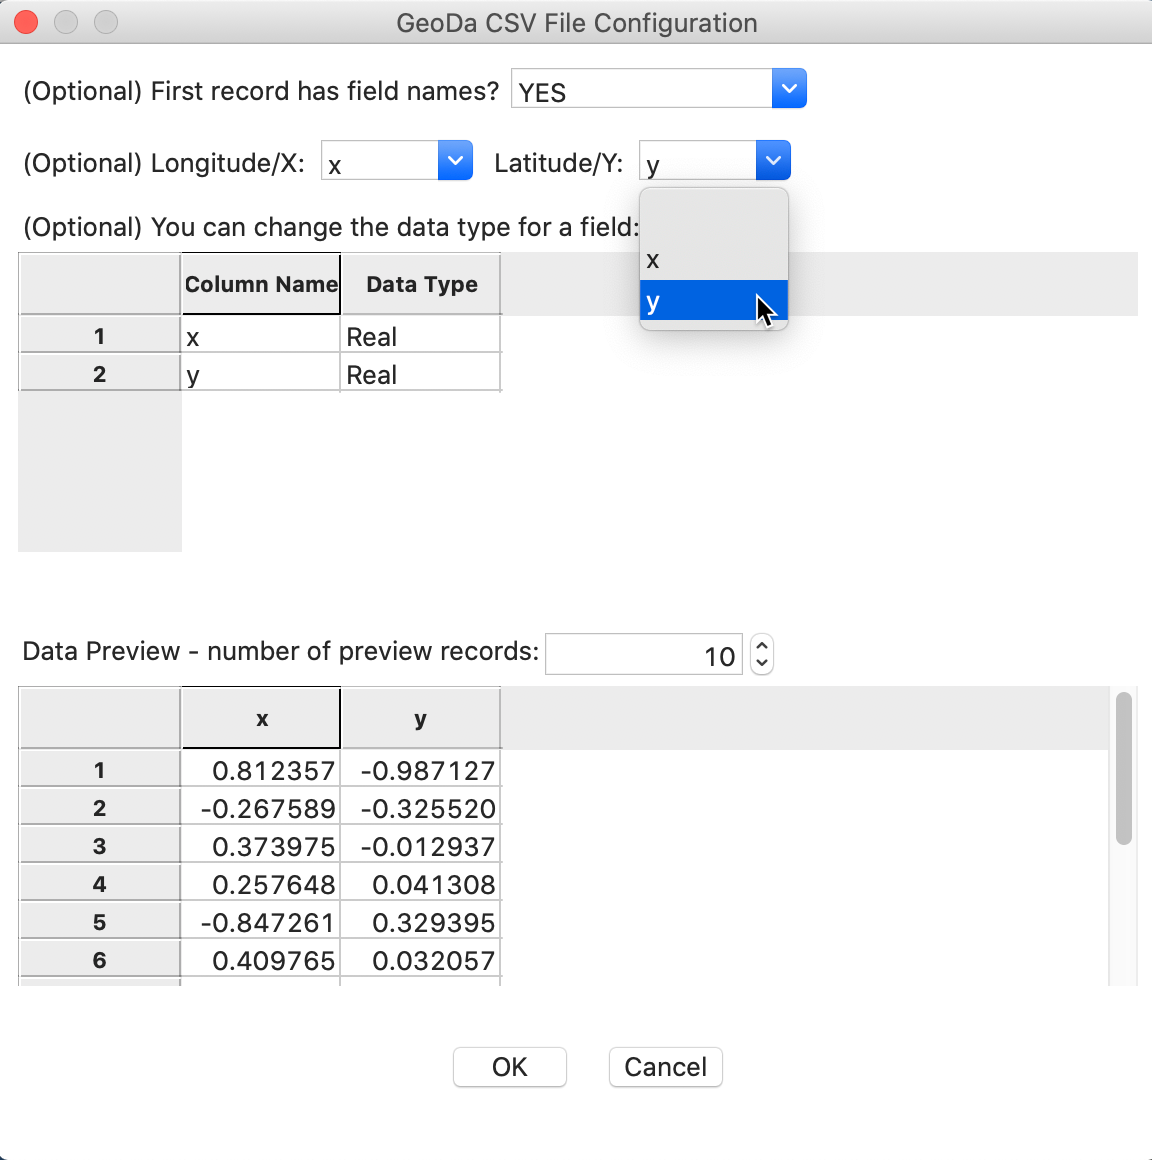 GeoDa CSV File Configuration
(Optional) First record has field names? YES
(Optional) Longitude/X: x Latitude/Y: y
(Optional) You can change the data type for a field:
x
y
Column Name Data Type
1 x Real
2 y Real
Data Preview - number of preview records: 10
x y
1 0.812357 -0.987127
2 -0.267589 -0.325520
3 0.373975 -0.012937
4 0.257648 0.041308
5 -0.847261 0.329395
6 0.409765 0.032057
OK Cancel